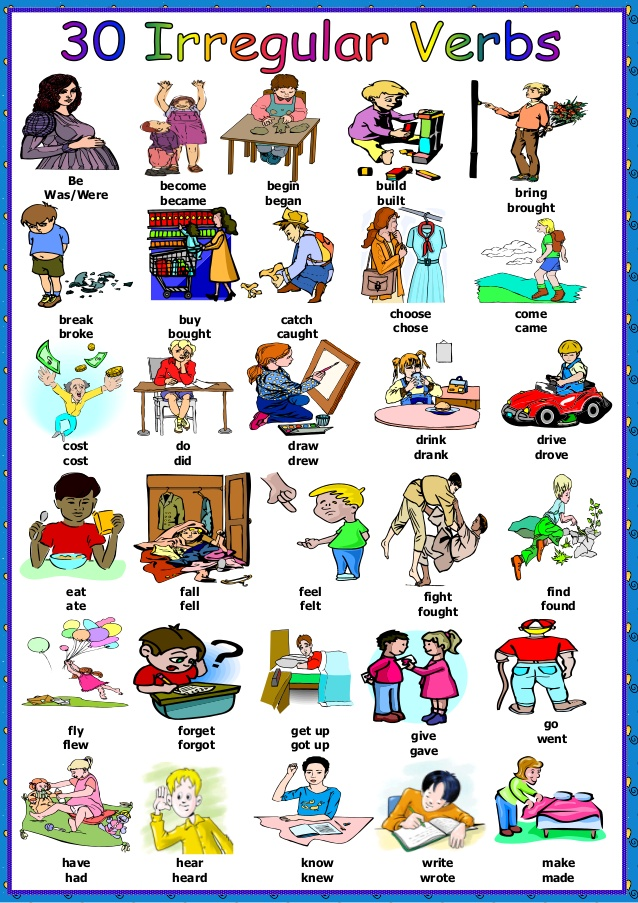 30 Irregular Verbs
Be
Was/Were
become
became
begin
began
build
built
bring
brought
break
broke
buy
bought
catch
caught
choose
chose
come
came
cost
cost
do
did
draw
drew
drink
drank
drive
drove
eat
ate
fall
fell
feel
felt
fight
fought
find
found
?
fly
flew
forget
forgot
get up
got up
give
gave
go
went
have
had
hear
heard
know
knew
write
wrote
make
made